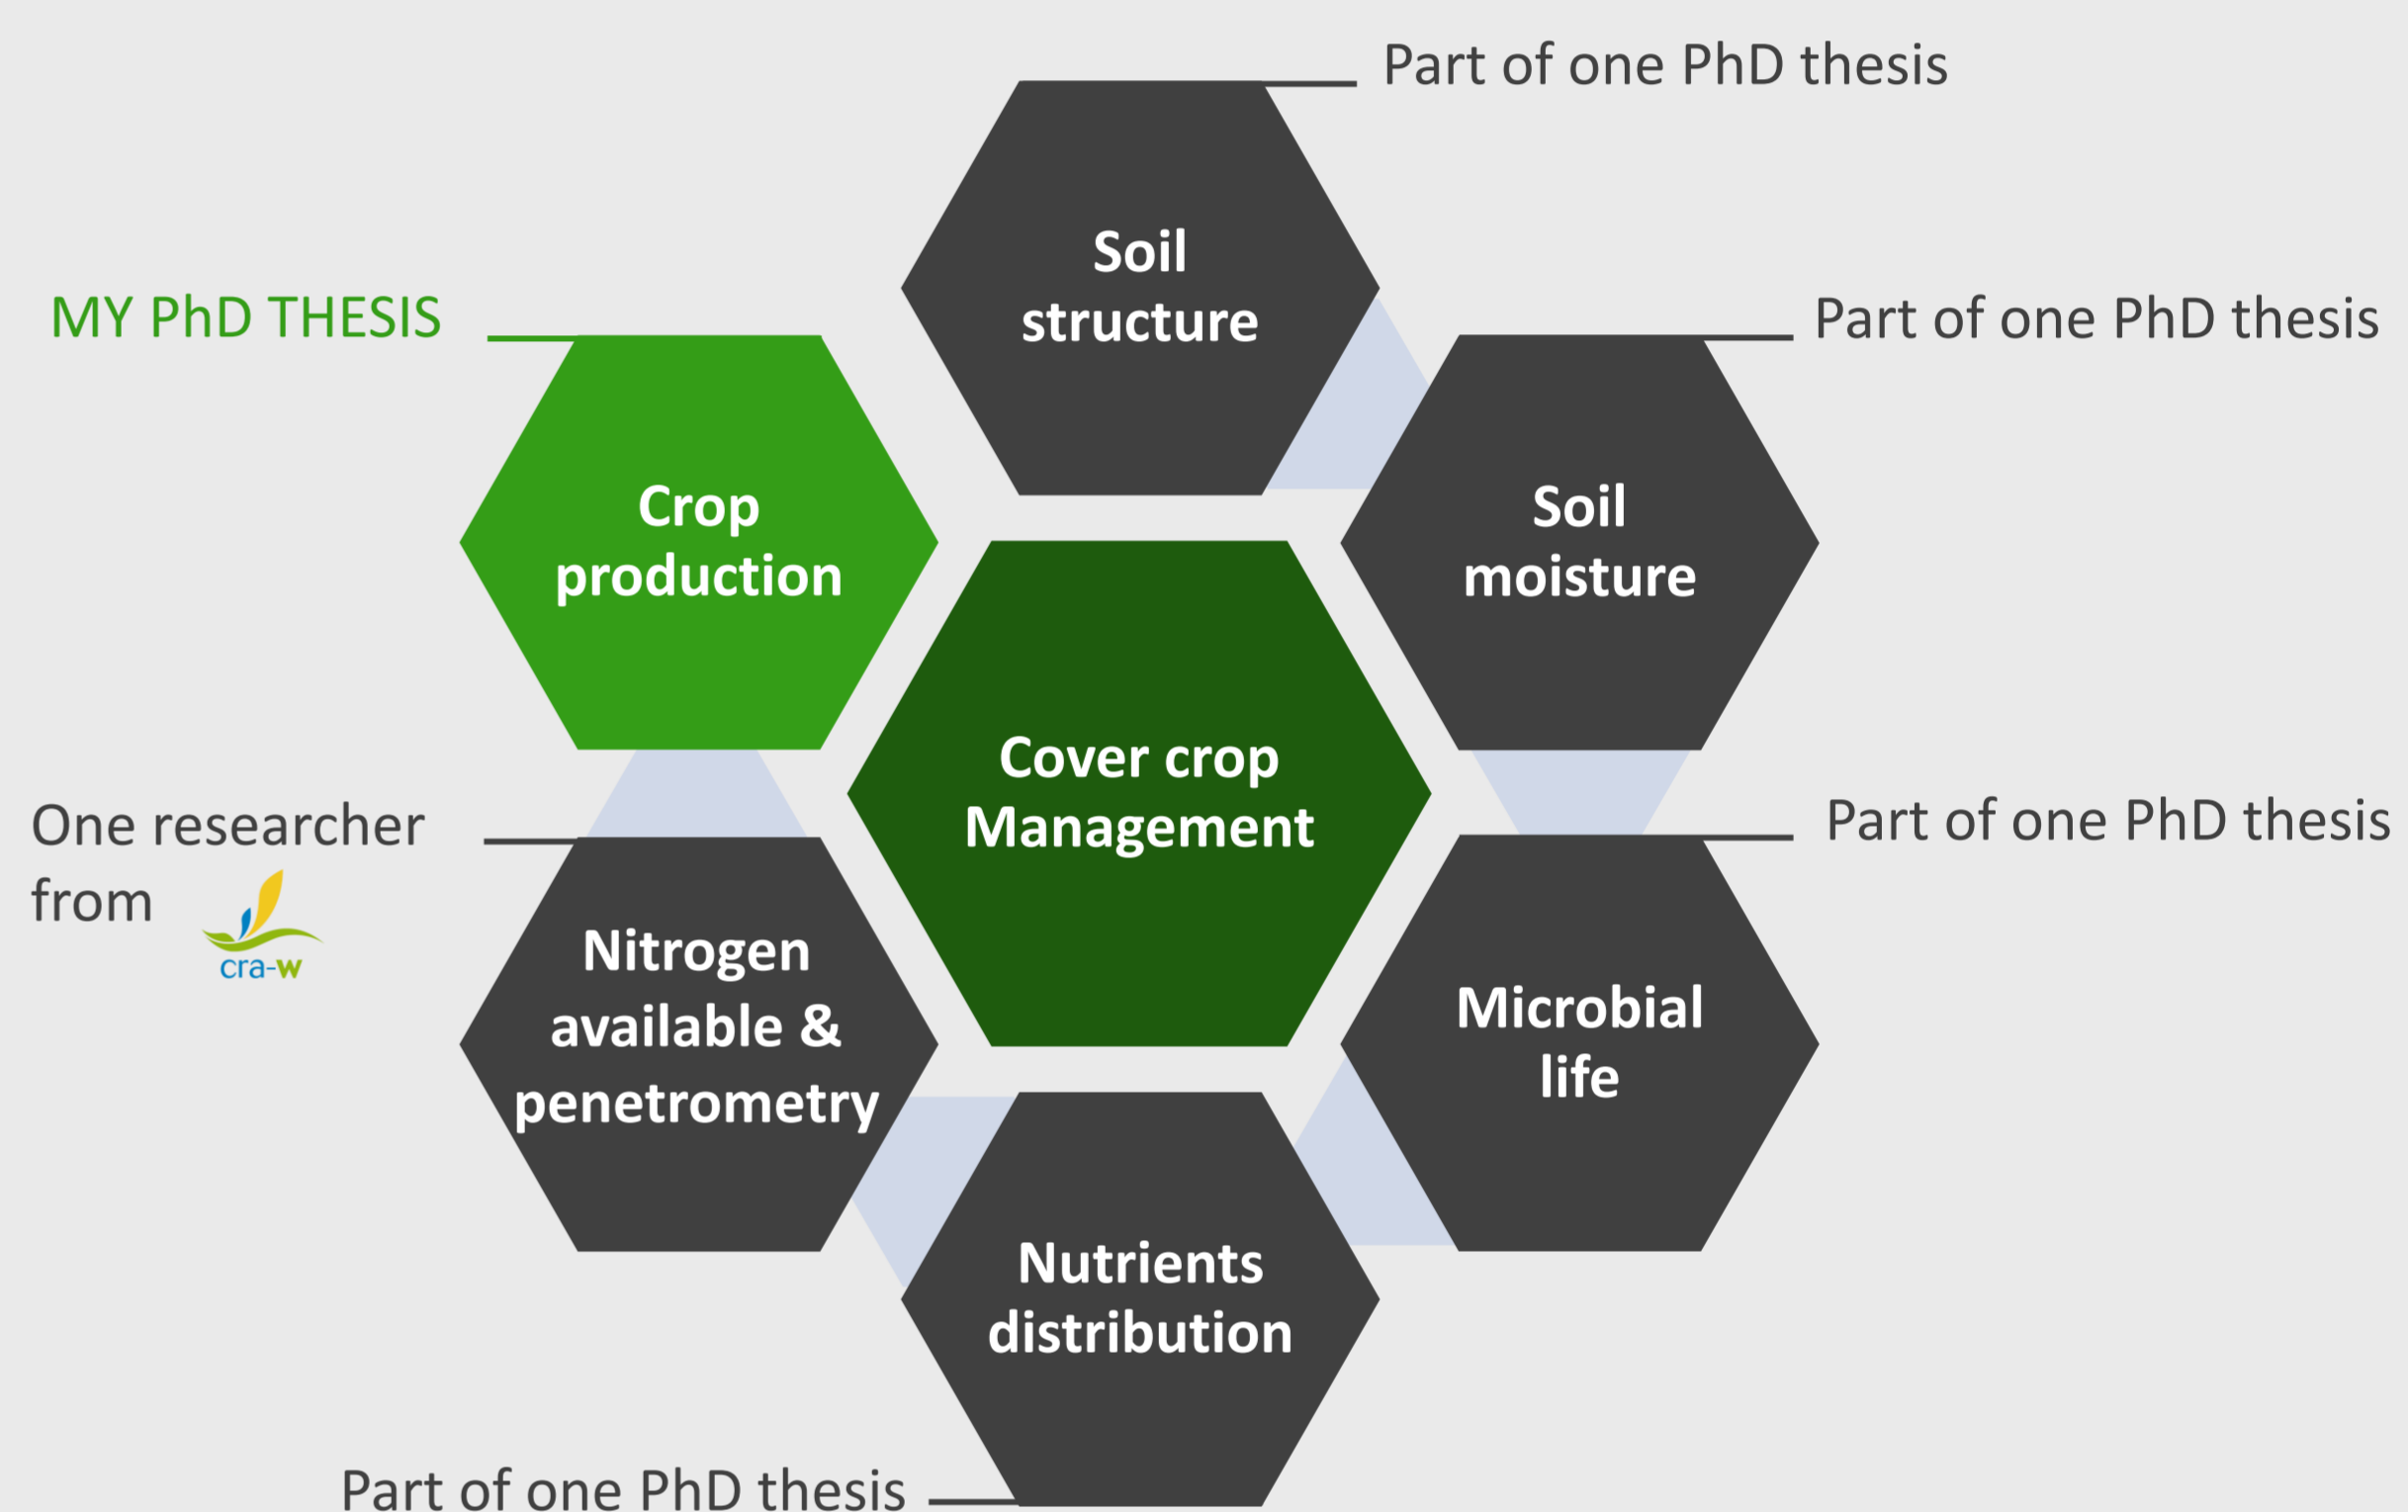 Part of one PhD thesis
Soil
structure
MY PhD THESIS
Part of one PhD thesis
Crop
production
Soil
moisture
Cover crop
Management
One researcher
from
cra-w
Part of one PhD thesis
Nitrogen
available &
penetrometry
Microbial
life
Nutrients
distribution
Part of one PhD thesis